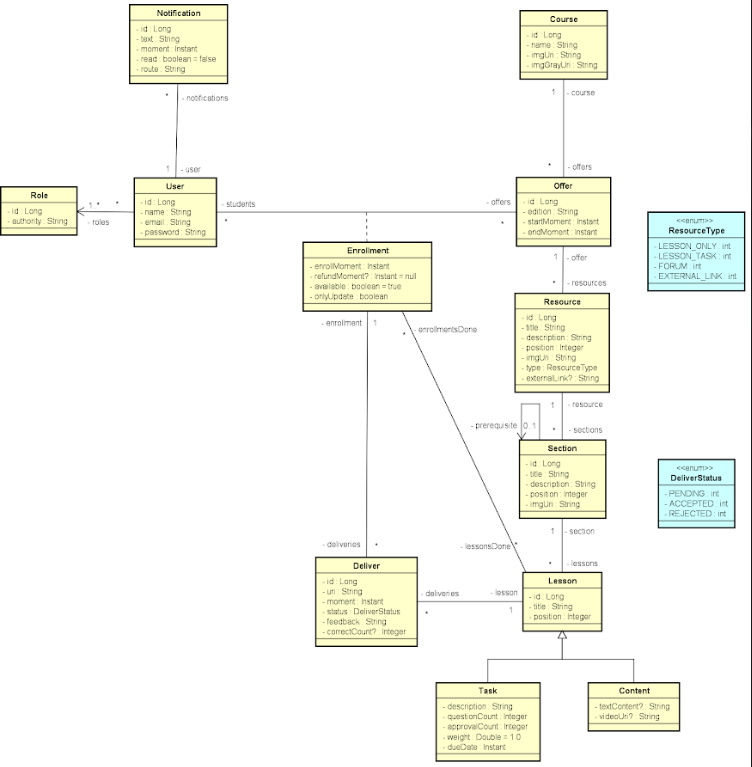 Notification
- id : Long
- text : String
- moment : Instant
- read : boolean = false
- route : String
Course
- id : Long
- name : String
- imgUri : String
- imgGrayUri : String
*
- notifications
1
- course
1
- user
*
- offers
Role
- id : Long
- authority : String
1..*
*
- roles
User
- id : Long
- name : String
- email : String
- password : String
- students
*
- offers
*
Offer
- id : Long
- edition : String
- startMoment : Instant
- endMoment : Instant
<<enum>>
ResourceType
- LESSON_ONLY : int
- LESSON_TASK : int
- FORUM : int
- EXTERNAL_LINK : int
Enrollment
- enrollMoment : Instant
- refundMoment? : Instant = null
- available : boolean = true
- onlyUpdate : boolean
1
- offer
*
- resources
Resource
- id : Long
- title : String
- description : String
- position : Integer
- imgUri : String
- type : ResourceType
- externalLink? : String
- enrollment
1
*
- enrollmentsDone
1
- resource
- prerequisite
0..1
*
- sections
Section
- id : Long
- title : String
- description : String
- position : Integer
- imgUri : String
<<enum>>
DeliverStatus
- PENDING : int
- ACCEPTED : int
- REJECTED : int
1
- section
- deliveries
*
- lessonsDone
*
*
- lessons
Deliver
- id : Long
- uri : String
- moment : Instant
- status : DeliverStatus
- feedback : String
- correctCount? : Integer
- deliveries
*
- lesson
1
Lesson
- id : Long
- title : String
- position : Integer
Task
- description : String
- questionCount : Integer
- approvalCount : Integer
- weight : Double = 1.0
- dueDate : Instant
Content
- textContent? : String
- videoUri? : String